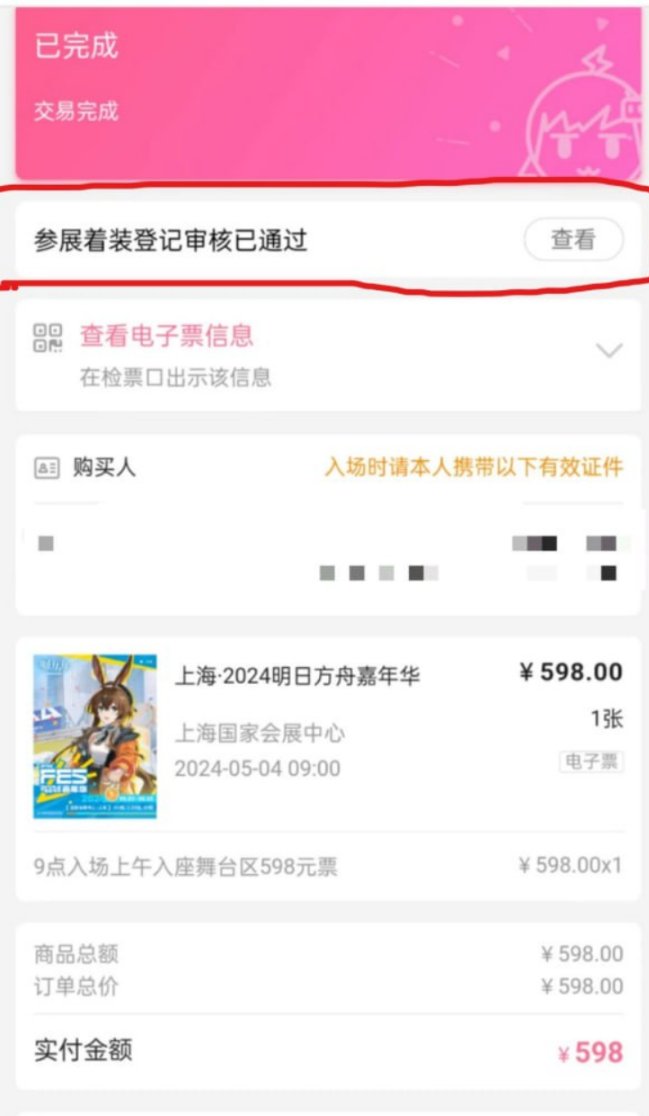 已完成
交易完成
参展着装登记审核已通过 查看
查看电子票信息
在检票口出示该信息
购买人 入场时请本人携带以下有效证件
上海·2024明日方舟嘉年华 ¥598.00
1张
上海国家会展中心
2024-05-04 09:00 电子票
FES
9点入场上午入座舞台区598元票 ¥598.00x1
商品总额 ¥598.00
订单总价 ¥598.00
实付金额 ¥598